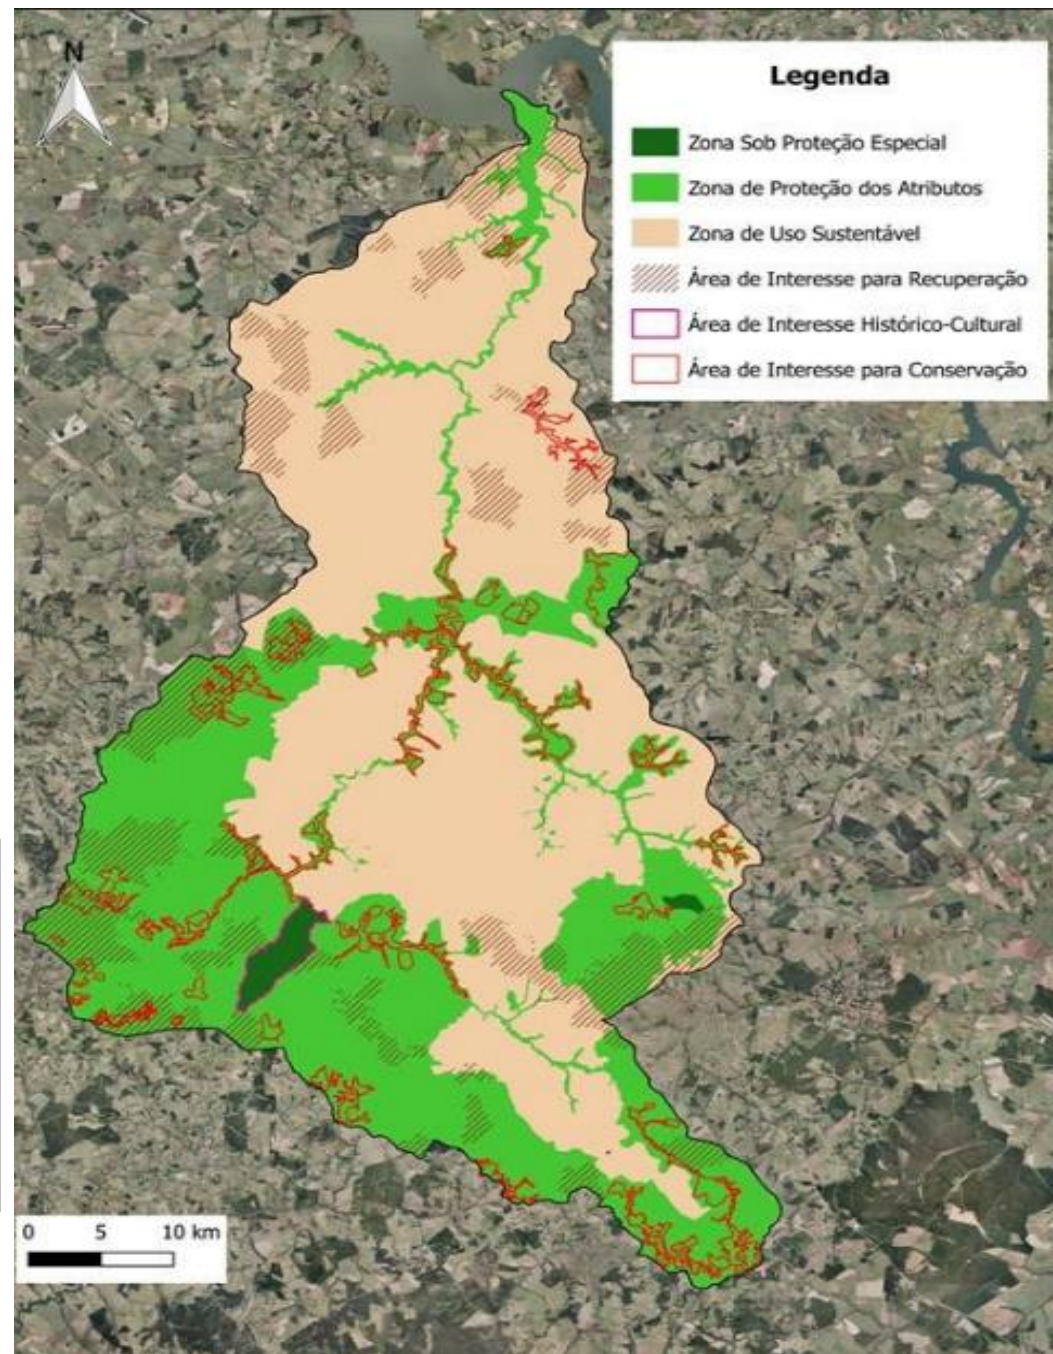 N
Legenda
Zona Sob Proteção Especial
Zona de Proteção dos Atributos
Zona de Uso Sustentável
Área de Interesse para Recuperação
Área de Interesse Histórico-Cultural
Área de Interesse para Conservação
0 5 10 km